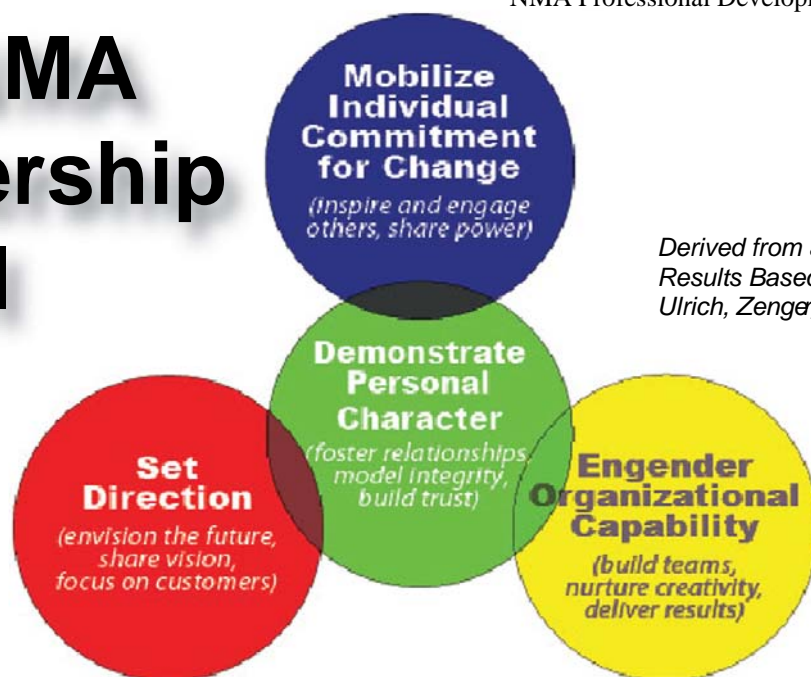 NMA Professional Develop
MA
ership
Mobilize
Individual
Commitment
for Change
(inspire and engage
others, share power)
Derived from
Results Based
Ulrich, Zenger
Demonstrate
Personal
Character
(foster relationships,
model integrity,
build trust)
Set
Direction
(envision the future,
share vision,
focus on customers)
Engender
Organizational
Capability
(build teams,
nurture creativity,
deliver results)